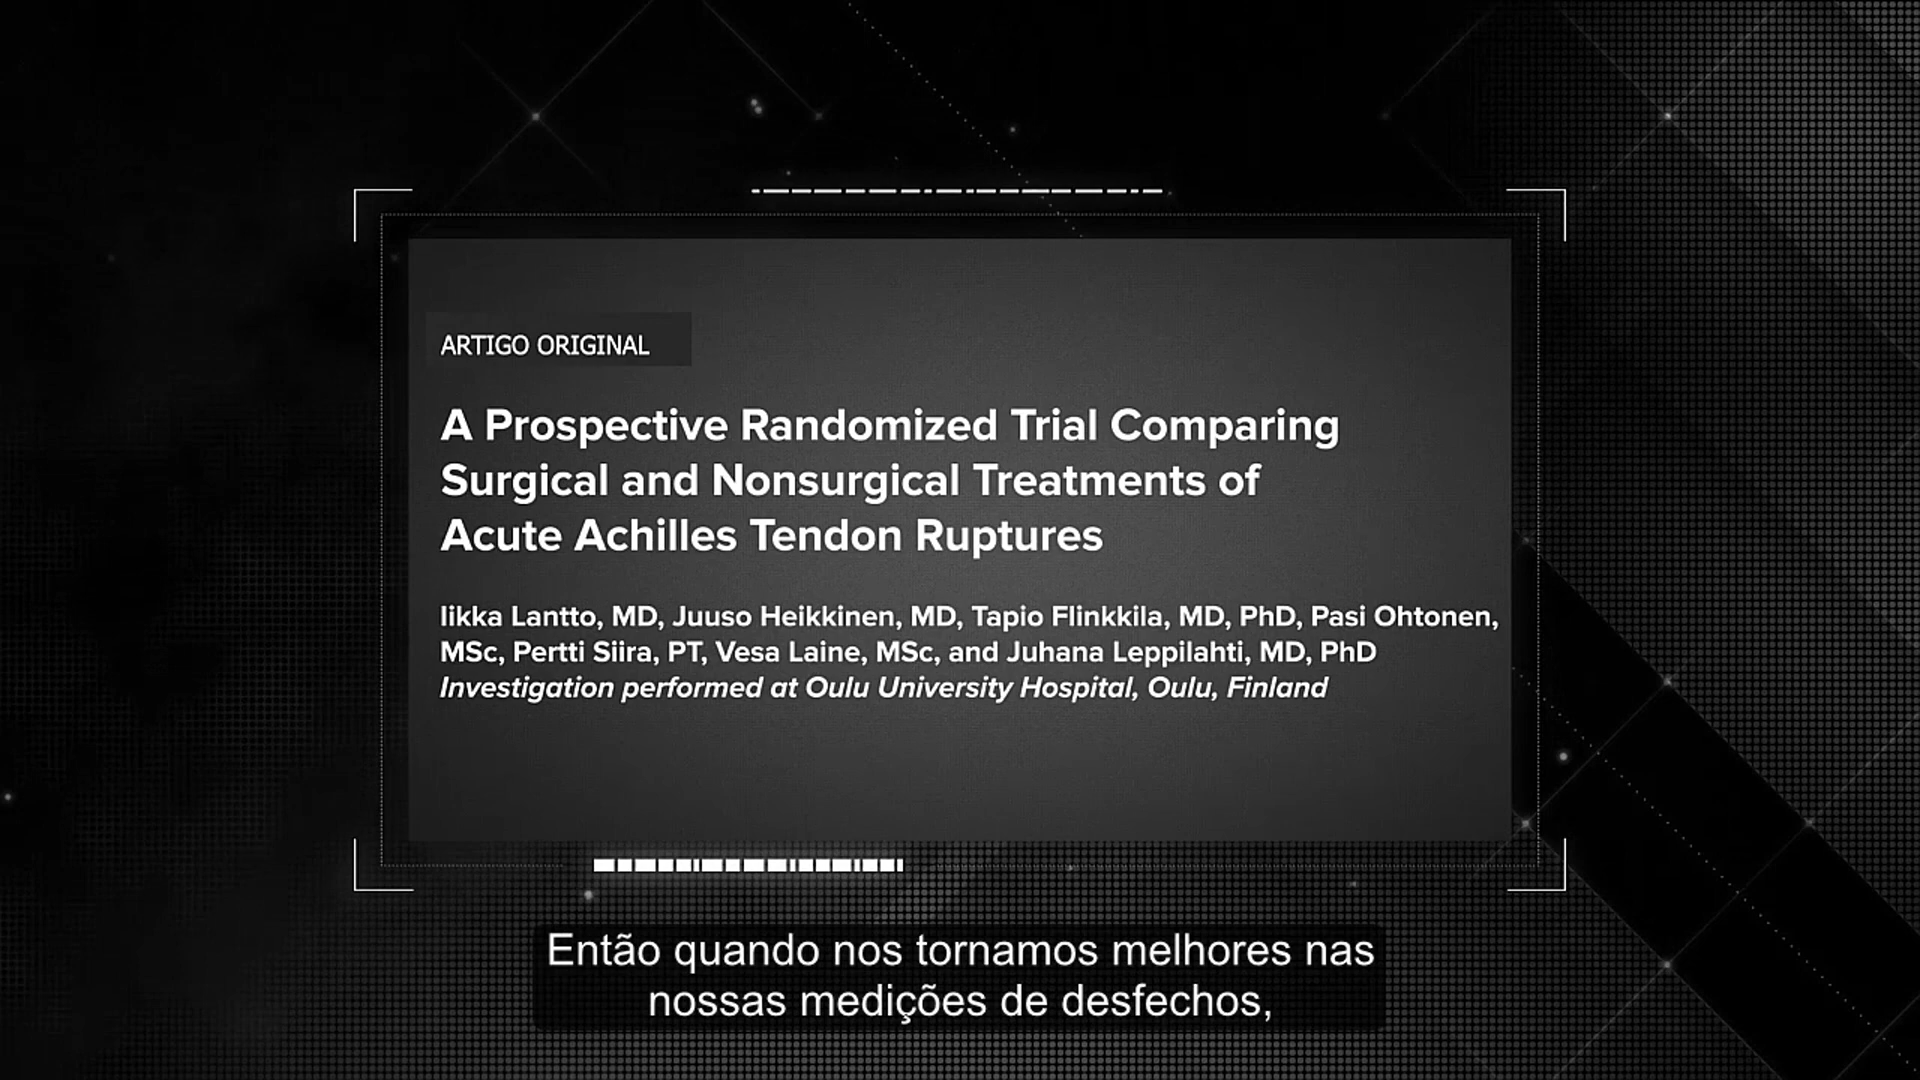 ARTIGO ORIGINAL
A Prospective Randomized Trial Comparing
Surgical and Nonsurgical Treatments of
Acute Achilles Tendon Ruptures
Iikka Lantto, MD, Juuso Heikkinen, MD, Tapio Flinkkila, MD, PhD, Pasi Ohtonen,
MSc, Pertti Siira, PT, Vesa Laine, MSc, and Juhana Leppilahti, MD, PhD
Investigation performed at Oulu University Hospital, Oulu, Finland
Então quando nos tornamos melhores nas
nossas medições de desfechos,